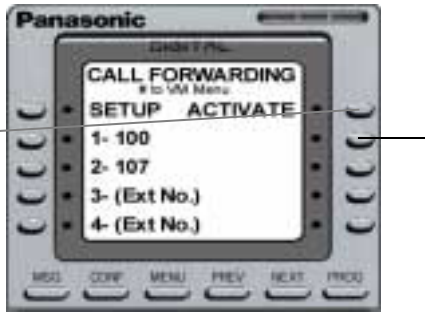 Panasonic
DIGITAL
CALL FORWARDING
# to VM Menu
SETUP ACTIVATE
1- 100
2- 107
3- (Ext No.)
4- (Ext No.)
MSG CONF MENU PREV NEXT PROG